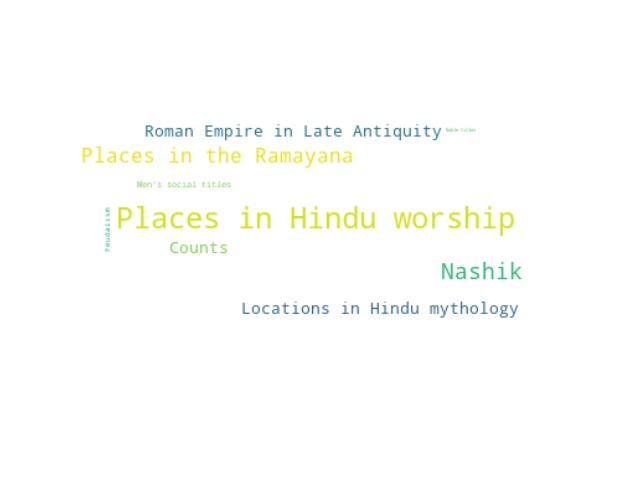 Roman Empire in Late Antiquity
Noble titles
Places in the Ramayana
Men's social titles
Feudalism
Places in Hindu worship
Counts
Nashik
Locations in Hindu mythology